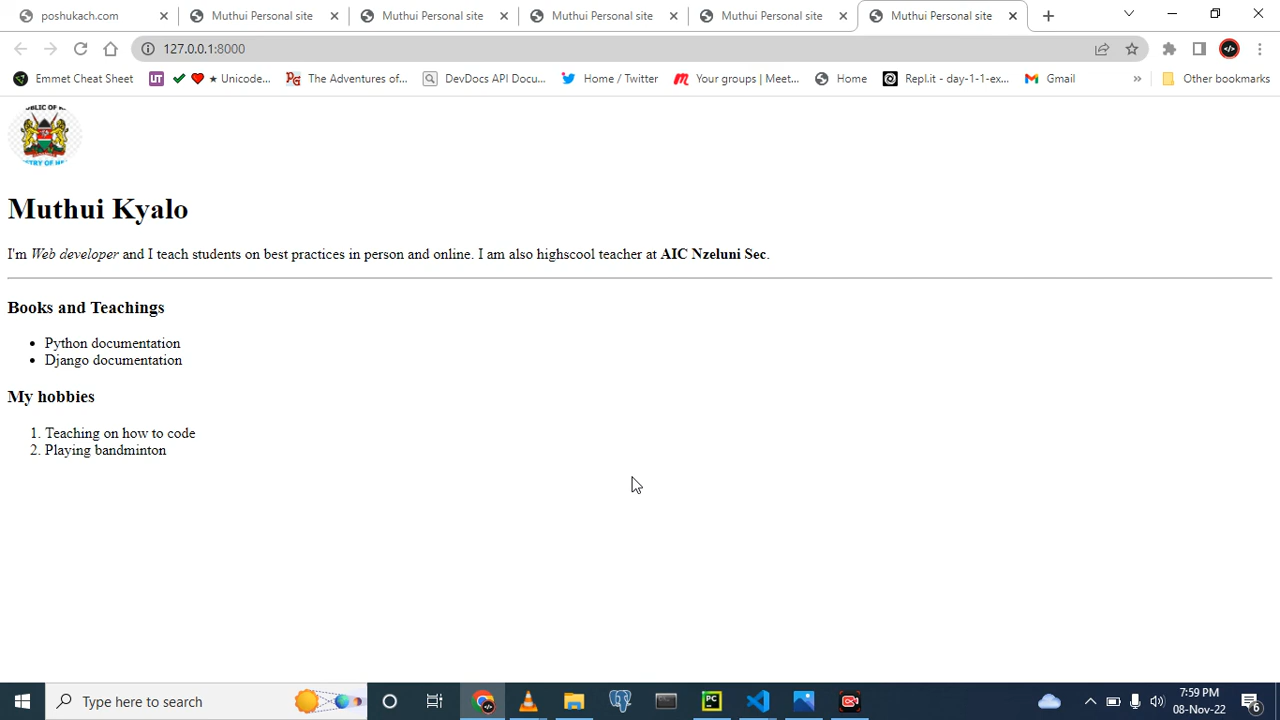 poshukach.com
Muthui Personal site
Muthui Personal site
Muthui Personal site
Muthui Personal site
Muthui Personal site
127.0.0.1:8000
Emmet Cheat Sheet
UT
★ Unicode...
PG
The Adventures of...
DevDocs API Docu...
Home / Twitter
Your groups | Meet...
Home
Repl.it - day-1-1-ex...
Gmail
»
Other bookmarks
Muthui Kyalo
I'm Web developer and I teach students on best practices in person and online. I am also highscool teacher at AIC Nzeluni Sec.
Books and Teachings
• Python documentation
• Django documentation
My hobbies
1. Teaching on how to code
2. Playing bandminton
Type here to search
PC
7:59 PM
08-Nov-22
6